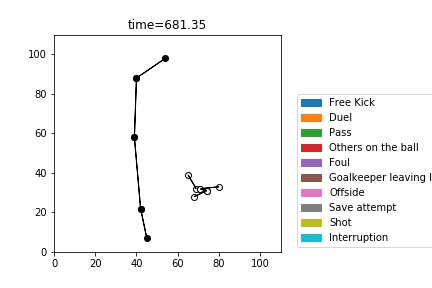 time=681.35
100
80
60
40
20
0
0 20 40 60 80 100
Free Kick
Duel
Pass
Others on the ball
Foul
Goalkeeper leaving l
Offside
Save attempt
Shot
Interruption